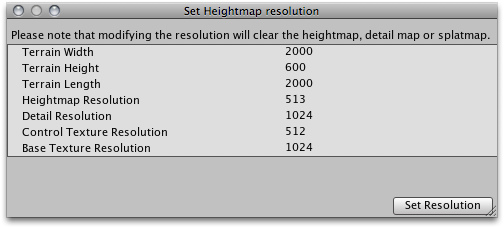 Set Heightmap resolution
Please note that modifying the resolution will clear the heightmap, detail map or splatmap.
Terrain Width 2000
Terrain Height 600
Terrain Length 2000
Heightmap Resolution 513
Detail Resolution 1024
Control Texture Resolution 512
Base Texture Resolution 1024
Set Resolution